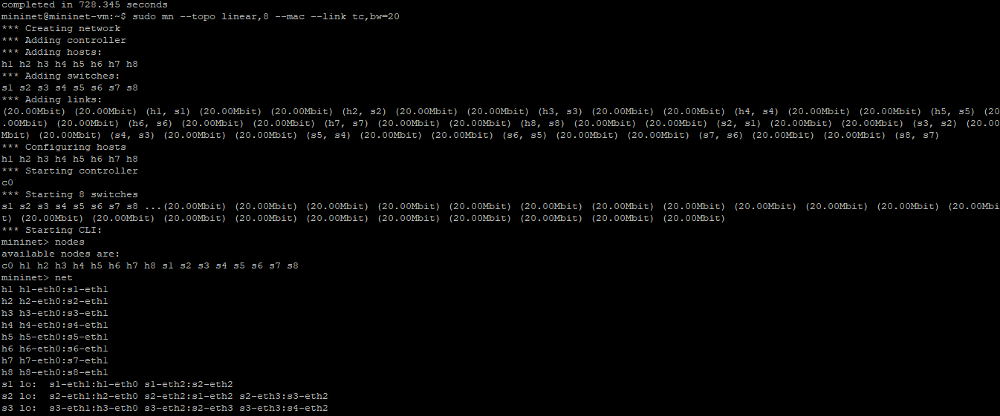 completed in 728.345 seconds
mininet@mininet-vm:~$ sudo mn --topo linear,8 --mac --link tc,bw=20
*** Creating network
*** Adding controller
*** Adding hosts:
h1 h2 h3 h4 h5 h6 h7 h8
*** Adding switches:
s1 s2 s3 s4 s5 s6 s7 s8
*** Adding links:
(20.00Mbit) (20.00Mbit) (h1, s1) (20.00Mbit) (20.00Mbit) (h2, s2) (20.00Mbit) (20.00Mbit) (h3, s3) (20.00Mbit) (20.00Mbit) (h4, s4) (20.00Mbit) (20.00Mbit) (h5, s5) (20
.00Mbit) (20.00Mbit) (h6, s6) (20.00Mbit) (20.00Mbit) (h7, s7) (20.00Mbit) (20.00Mbit) (h8, s8) (20.00Mbit) (20.00Mbit) (s2, s1) (20.00Mbit) (20.00Mbit) (s3, s2) (20.00
Mbit) (20.00Mbit) (s4, s3) (20.00Mbit) (20.00Mbit) (s5, s4) (20.00Mbit) (20.00Mbit) (s6, s5) (20.00Mbit) (20.00Mbit) (s7, s6) (20.00Mbit) (20.00Mbit) (s8, s7)
*** Configuring hosts
h1 h2 h3 h4 h5 h6 h7 h8
*** Starting controller
c0
*** Starting 8 switches
s1 s2 s3 s4 s5 s6 s7 s8 ...(20.00Mbit) (20.00Mbit) (20.00Mbit) (20.00Mbit) (20.00Mbit) (20.00Mbit) (20.00Mbit) (20.00Mbit) (20.00Mbit) (20.00Mbit) (20.00Mbit) (20.00Mbi
t) (20.00Mbit) (20.00Mbit) (20.00Mbit) (20.00Mbit) (20.00Mbit) (20.00Mbit) (20.00Mbit) (20.00Mbit) (20.00Mbit) (20.00Mbit)
*** Starting CLI:
mininet> nodes
available nodes are:
c0 h1 h2 h3 h4 h5 h6 h7 h8 s1 s2 s3 s4 s5 s6 s7 s8
mininet> net
h1 h1-eth0:s1-eth1
h2 h2-eth0:s2-eth1
h3 h3-eth0:s3-eth1
h4 h4-eth0:s4-eth1
h5 h5-eth0:s5-eth1
h6 h6-eth0:s6-eth1
h7 h7-eth0:s7-eth1
h8 h8-eth0:s8-eth1
s1 lo:  s1-eth1:h1-eth0 s1-eth2:s2-eth2
s2 lo:  s2-eth1:h2-eth0 s2-eth2:s1-eth2 s2-eth3:s3-eth2
s3 lo:  s3-eth1:h3-eth0 s3-eth2:s2-eth3 s3-eth3:s4-eth2